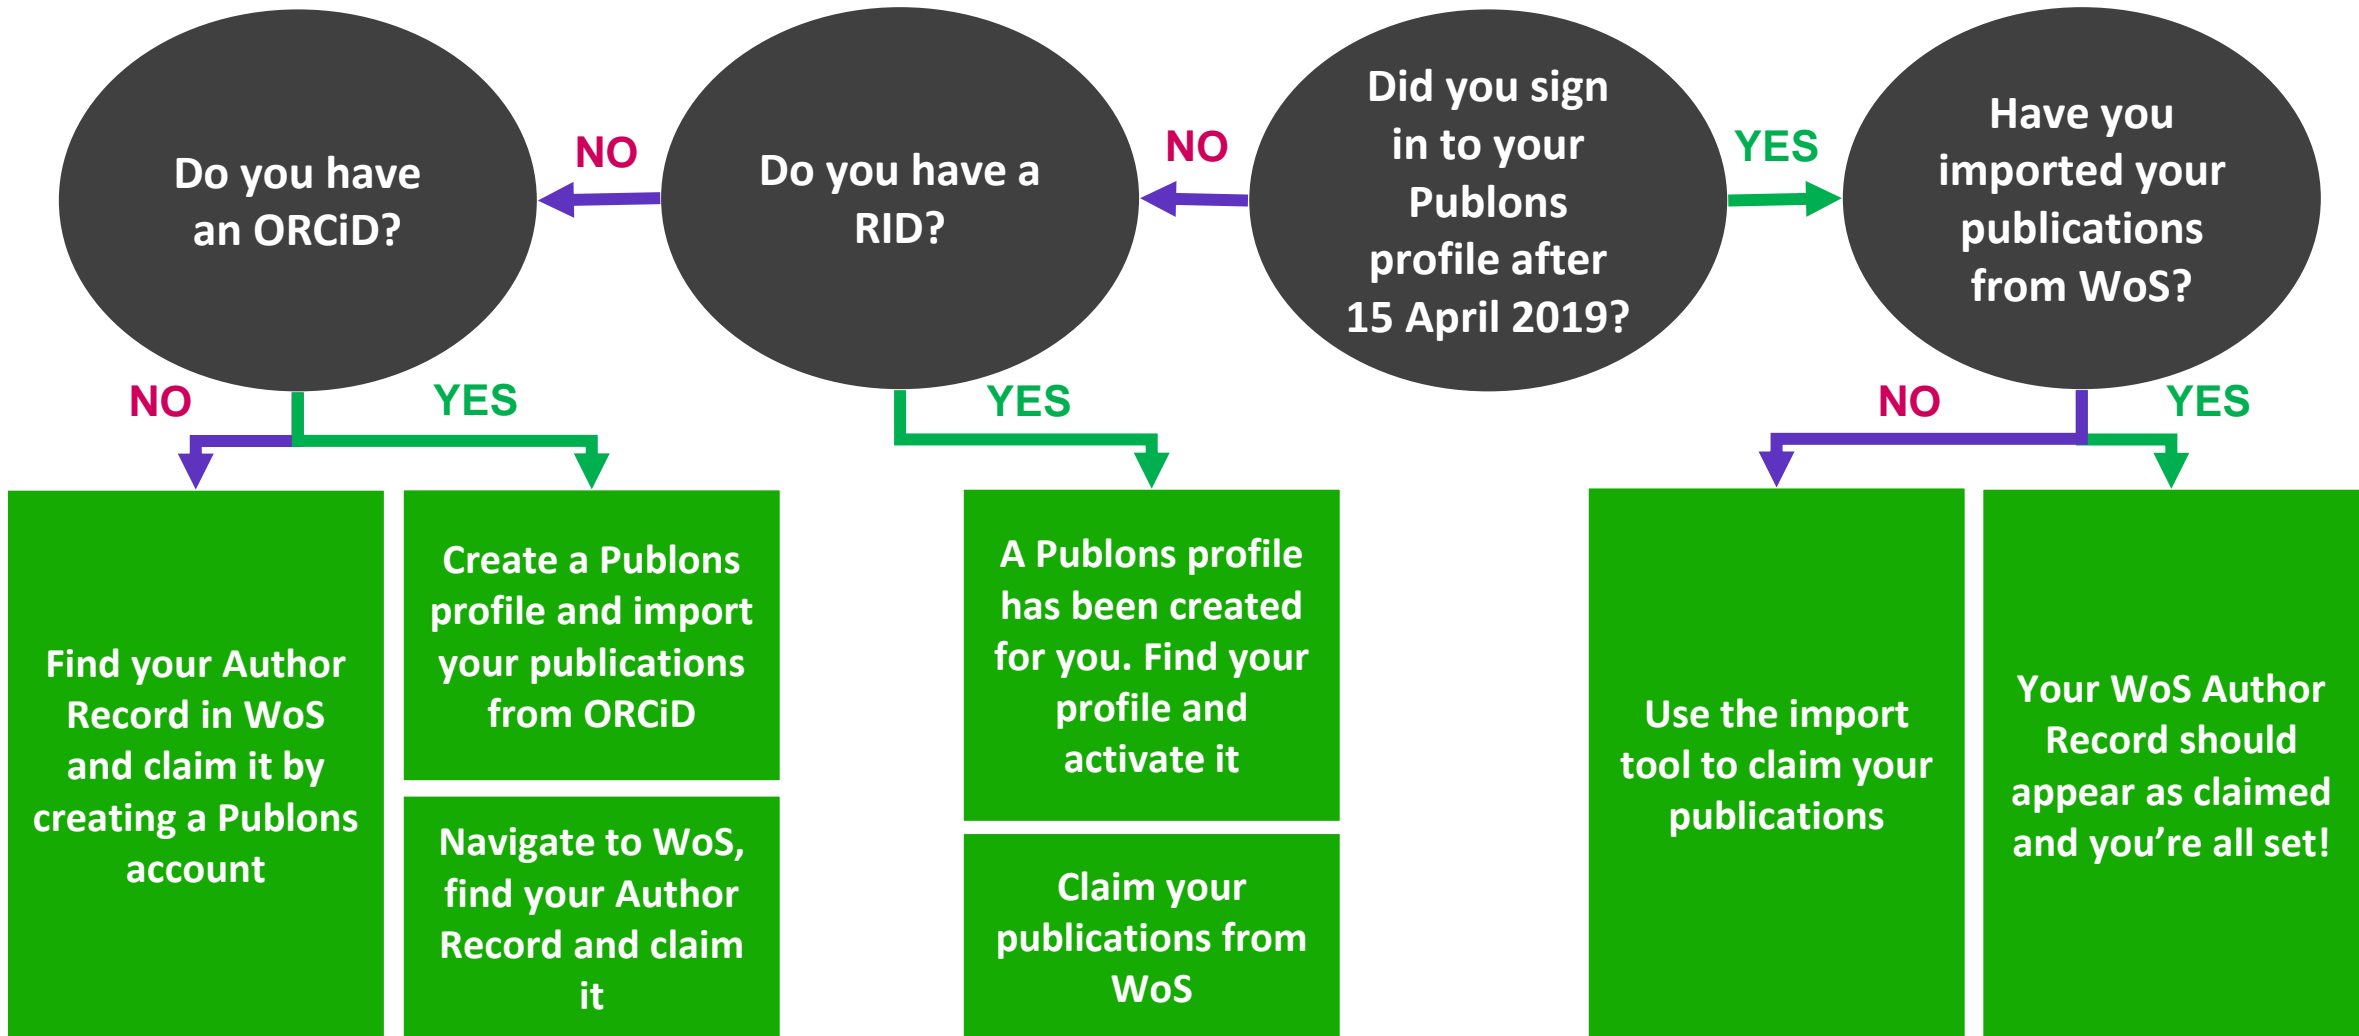 Do you have
an ORCiD?
NO
Do you have a
RID?
NO
Did you sign
in to your
Publons
profile after
15 April 2019?
YES
Have you
imported your
publications
from WoS?
NO
YES
YES
NO
YES
Find your Author
Record in WoS
and claim it by
creating a Publons
account
Create a Publons
profile and import
your publications
from ORCiD
Navigate to WoS,
find your Author
Record and claim
it
A Publons profile
has been created
for you. Find your
profile and
activate it
Claim your
publications from
WoS
Use the import
tool to claim your
publications
Your WoS Author
Record should
appear as claimed
and you’re all set!